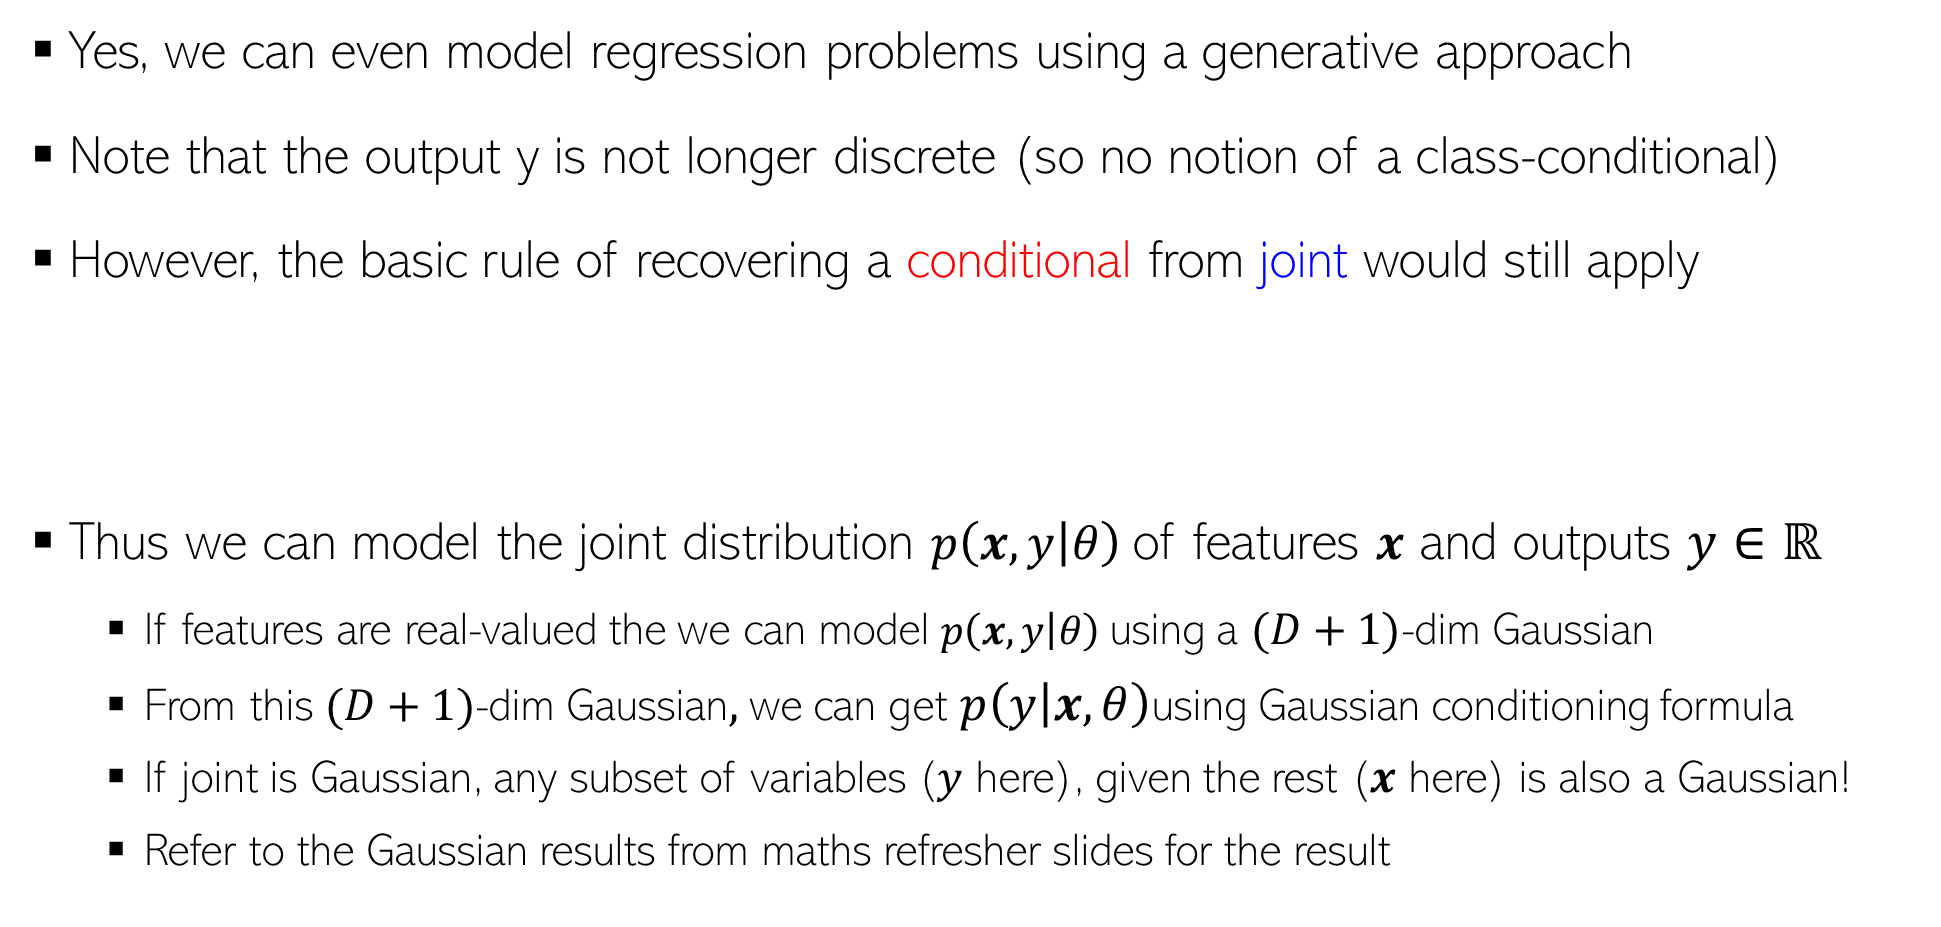 ▪ Yes, we can even model regression problems using a generative approach
▪ Note that the output y is not longer discrete (so no notion of a class-conditional)
▪ However, the basic rule of recovering a conditional from joint would still apply
▪ Thus we can model the joint distribution p(x, y|θ) of features x and outputs y ∈ ℝ
▪ If features are real-valued the we can model p(x, y|θ) using a (D + 1)-dim Gaussian
▪ From this (D + 1)-dim Gaussian, we can get p(y|x, θ)using Gaussian conditioning formula
▪ If joint is Gaussian, any subset of variables (y here), given the rest (x here) is also a Gaussian!
▪ Refer to the Gaussian results from maths refresher slides for the result